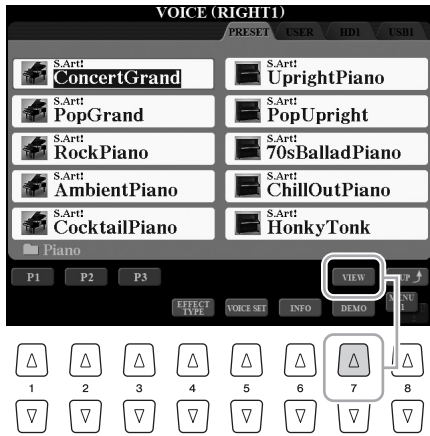 VOICE (RIGHT1)
PRESET USER HD1 USB1
S.Art!
ConcertGrand
S.Art!
UprightPiano
S.Art!
PopGrand
S.Art!
PopUpright
S.Art!
RockPiano
S.Art!
70sBalladPiano
S.Art!
AmbientPiano
S.Art!
ChillOutPiano
S.Art!
CocktailPiano
S.Art!
HonkyTonk
Piano
P1 P2 P3 VIEW UP
EFFECT TYPE VOICE SET INFO DEMO MENU 1
1 2 3 4 5 6 7 8